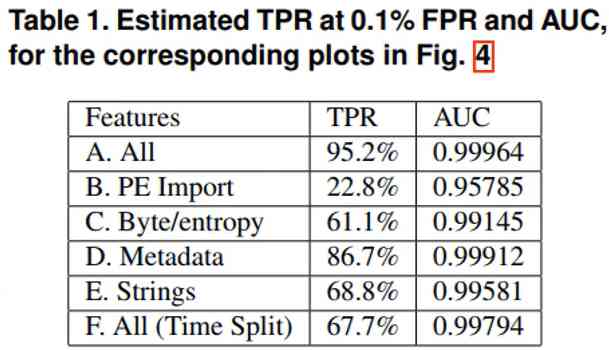 Table 1. Estimated TPR at 0.1% FPR and AUC,
for the corresponding plots in Fig. 4
Features TPR AUC
A. All 95.2% 0.99964
B. PE Import 22.8% 0.95785
C. Byte/entropy 61.1% 0.99145
D. Metadata 86.7% 0.99912
E. Strings 68.8% 0.99581
F. All (Time Split) 67.7% 0.99794